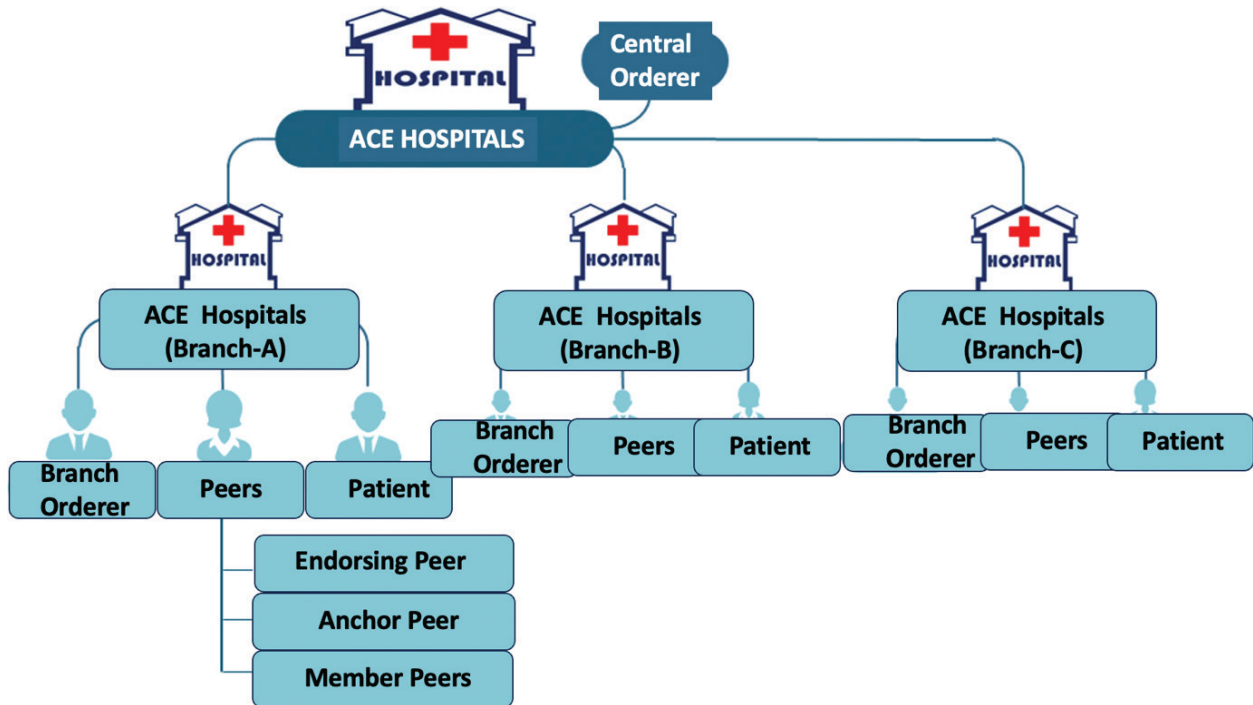 HOSPITAL
Central
Orderer
ACE HOSPITALS
HOSPITAL
HOSPITAL
HOSPITAL
ACE Hospitals
(Branch-A)
ACE Hospitals
(Branch-B)
ACE Hospitals
(Branch-C)
Branch
Orderer
Peers
Patient
Branch
Orderer
Peers
Patient
Branch
Orderer
Peers
Patient
Endorsing Peer
Anchor Peer
Member Peers